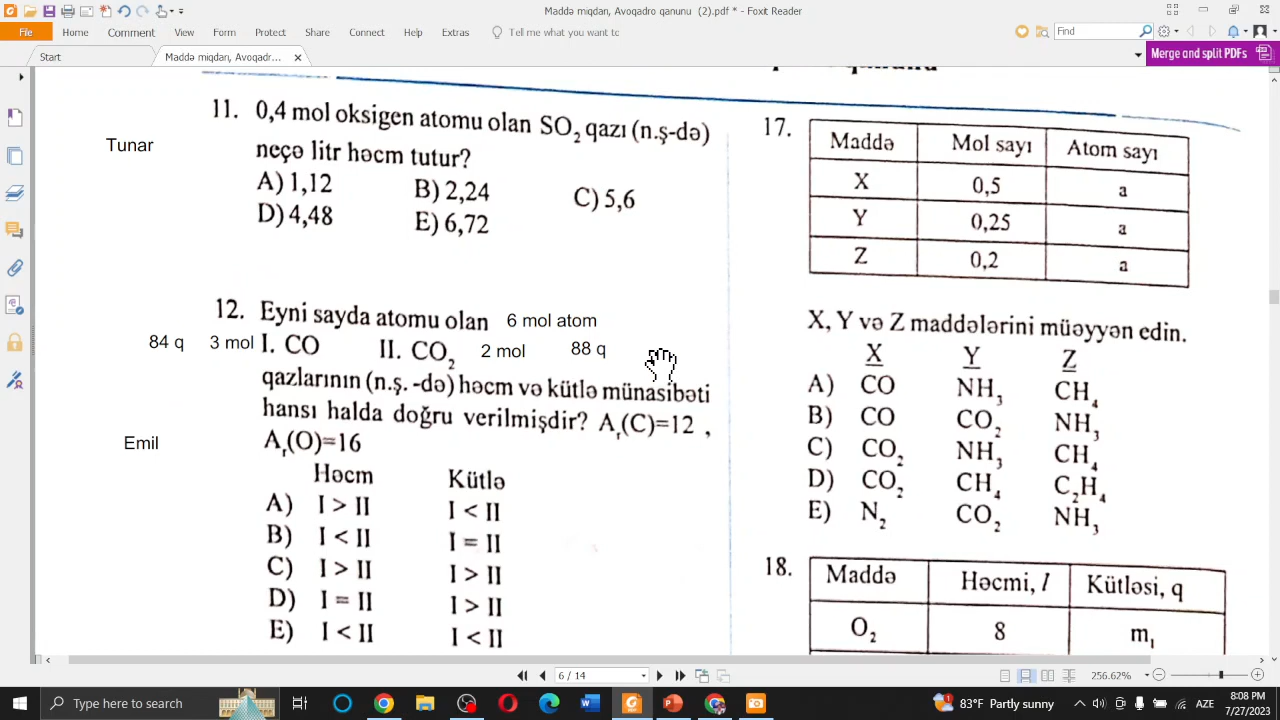 Maddə miqdarı, Avoqadro qanunu (2).pdf * - Foxit Reader
File Home Comment View Form Protect Share Connect Help Extras Tell me what you want to Find
Start Maddə miqdarı, Avoqadr...
Merge and split PDFs
Tunar
11. 0,4 mol oksigen atomu olan SO₂ qazı (n.ş-də)
neçə litr həcm tutur?
A) 1,12 B) 2,24 C) 5,6
D) 4,48 E) 6,72
12. Eyni sayda atomu olan 6 mol atom
84 q 3 mol I. CO II. CO₂ 2 mol 88 q
qazlarının (n.ş. -də) həcm və kütlə münasibəti
hansı halda doğru verilmişdir? Aᵣ(C)=12 ,
Emil Aᵣ(O)=16
Həcm Kütlə
A) I > II I < II
B) I < II I = II
C) I > II I > II
D) I = II I > II
E) I < II I < II
17.
Maddə Mol sayı Atom sayı
X 0,5 a
Y 0,25 a
Z 0,2 a
X, Y və Z maddələrini müəyyən edin.
X Y Z
A) CO NH₃ CH₄
B) CO CO₂ NH₃
C) CO₂ NH₃ CH₄
D) CO₂ CH₄ C₂H₄
E) N₂ CO₂ NH₃
18.
Maddə Həcmi, l Kütləsi, q
O₂ 8 m₁
6 / 14
256.62%
Type here to search
83°F Partly sunny
AZE
8:08 PM
7/27/2023